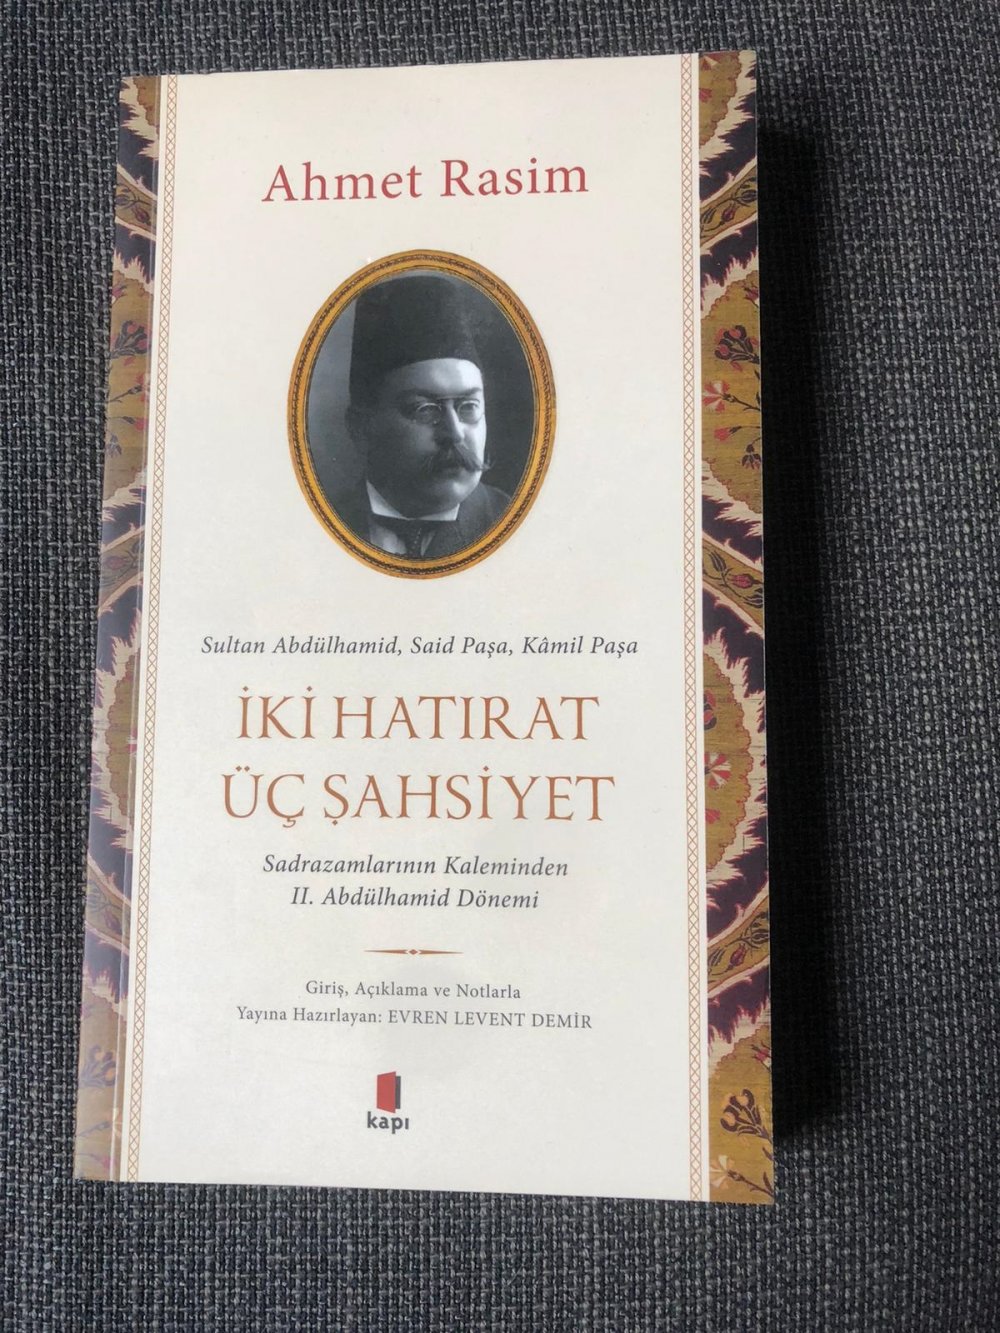 Ahmet Rasim
Sultan Abdülhamid, Said Paşa, Kâmil Paşa
İKİ HATIRAT
ÜÇ ŞAHSİYET
Sadrazamlarının Kaleminden
II. Abdülhamid Dönemi
Giriş, Açıklama ve Notlarla
Yayına Hazırlayan: EVREN LEVENT DEMİR
kapı